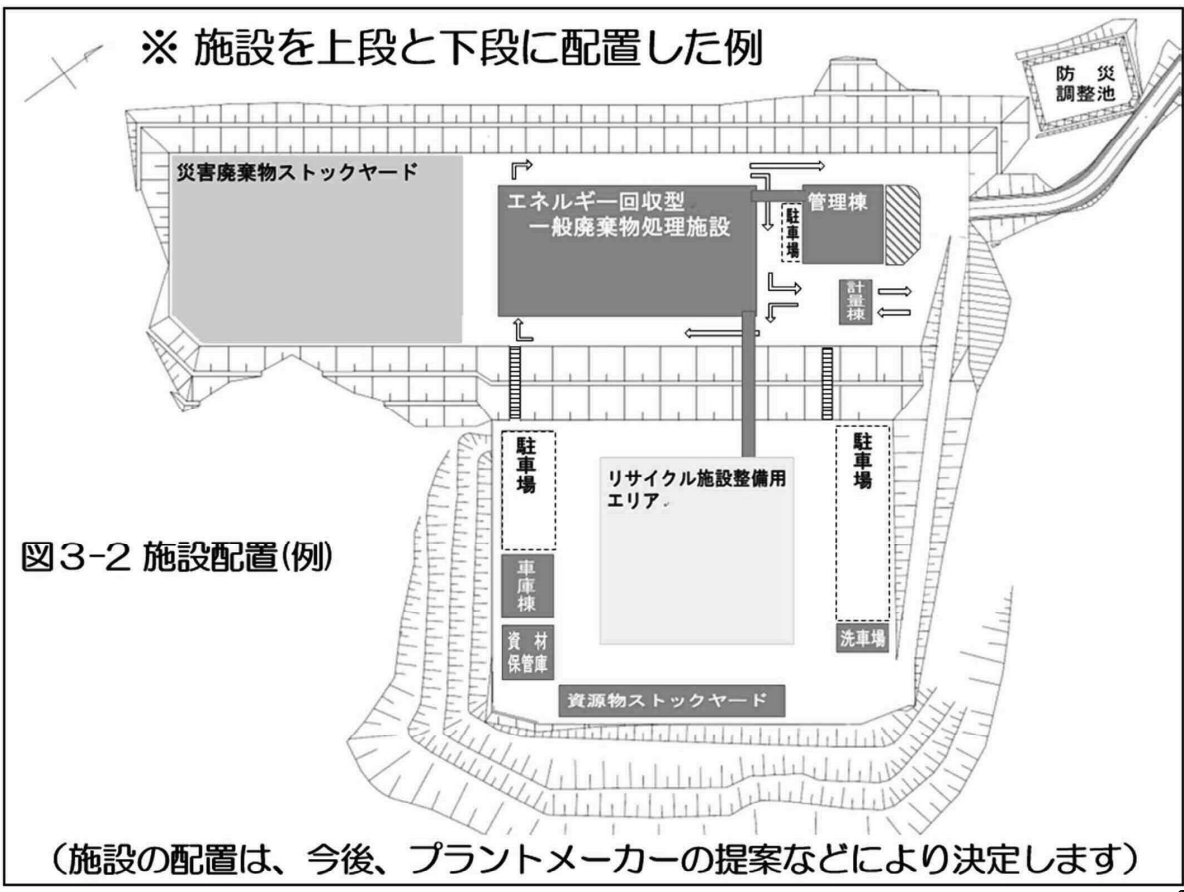 ※ 施設を上段と下段に配置した例
防 災
調整池
災害廃棄物ストックヤード
エネルギー回収型
一般廃棄物処理施設
管理棟
駐車場
計量棟
駐車場
リサイクル施設整備用
エリア
駐車場
図3-2 施設配置(例)
車庫棟
資 材
保管庫
洗車場
資源物ストックヤード
(施設の配置は、今後、プラントメーカーの提案などにより決定します)